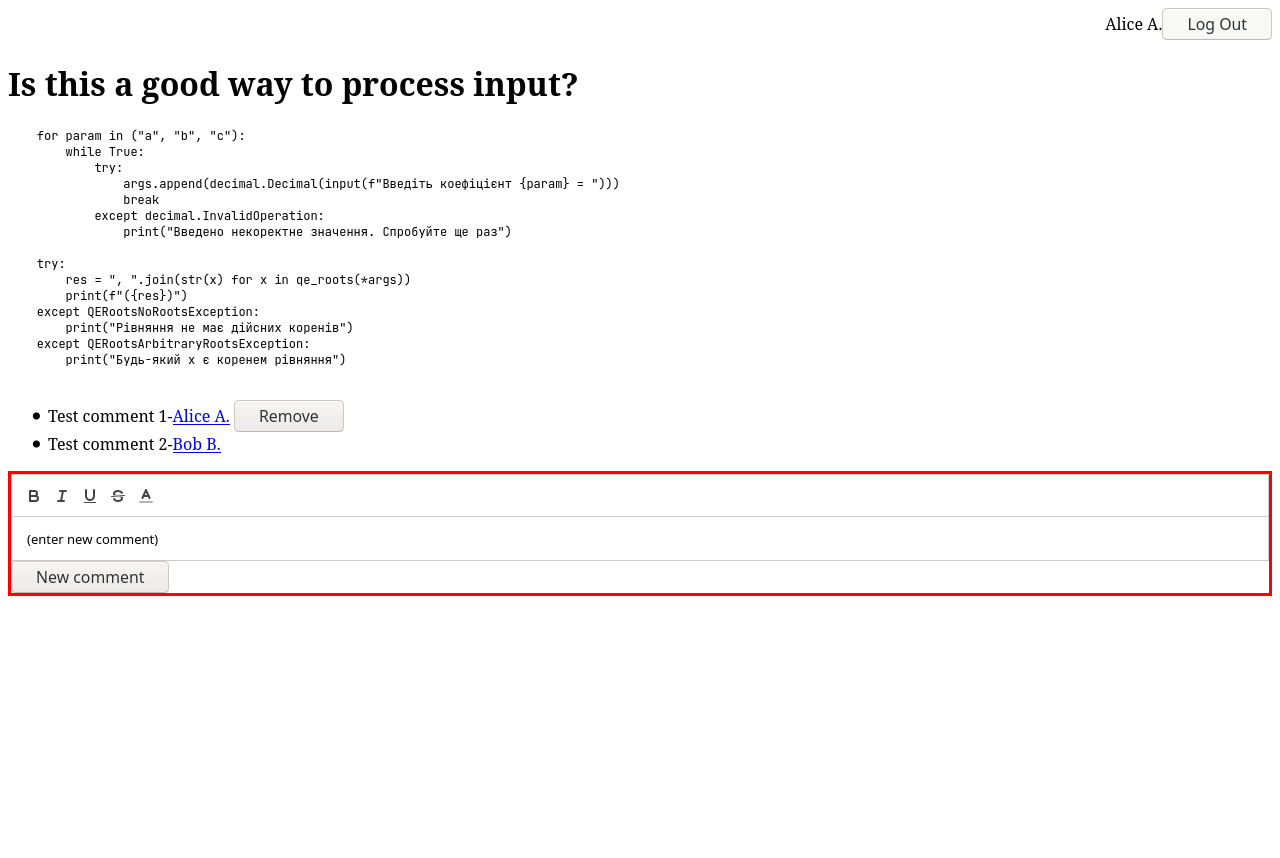 Alice A. Log Out
Is this a good way to process input?
for param in ("a", "b", "c"):
    while True:
        try:
            args.append(decimal.Decimal(input(f"Введіть коефіцієнт {param} = ")))
            break
        except decimal.InvalidOperation:
            print("Введено некоректне значення. Спробуйте ще раз")
try:
    res = ", ".join(str(x) for x in qe_roots(*args))
    print(f"({res})")
except QERootsNoRootsException:
    print("Рівняння не має дійсних коренів")
except QERootsArbitraryRootsException:
    print("Будь-який x є коренем рівняння")
Test comment 1-Alice A. Remove
Test comment 2-Bob B.
B I U S A
(enter new comment)
New comment